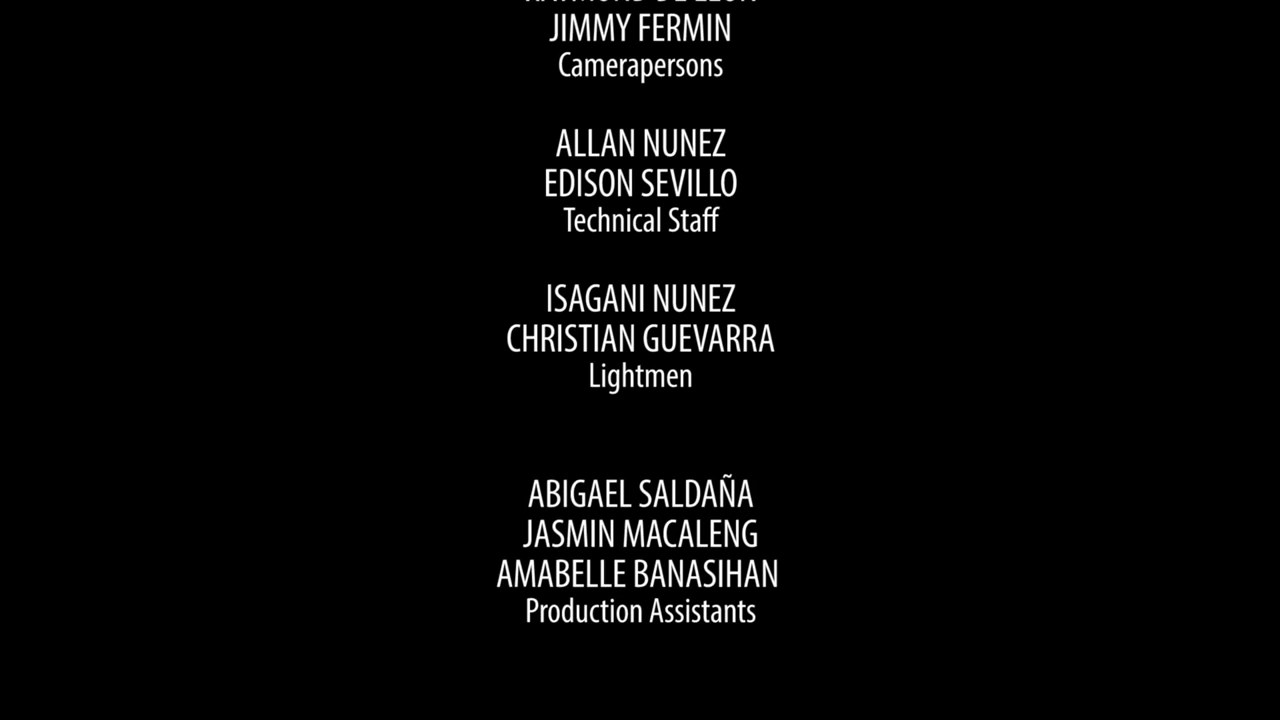 JIMMY FERMIN
Camerapersons
ALLAN NUNEZ
EDISON SEVILLO
Technical Staff
ISAGANI NUNEZ
CHRISTIAN GUEVARRA
Lightmen
ABIGAEL SALDAÑA
JASMIN MACALENG
AMABELLE BANASIHAN
Production Assistants